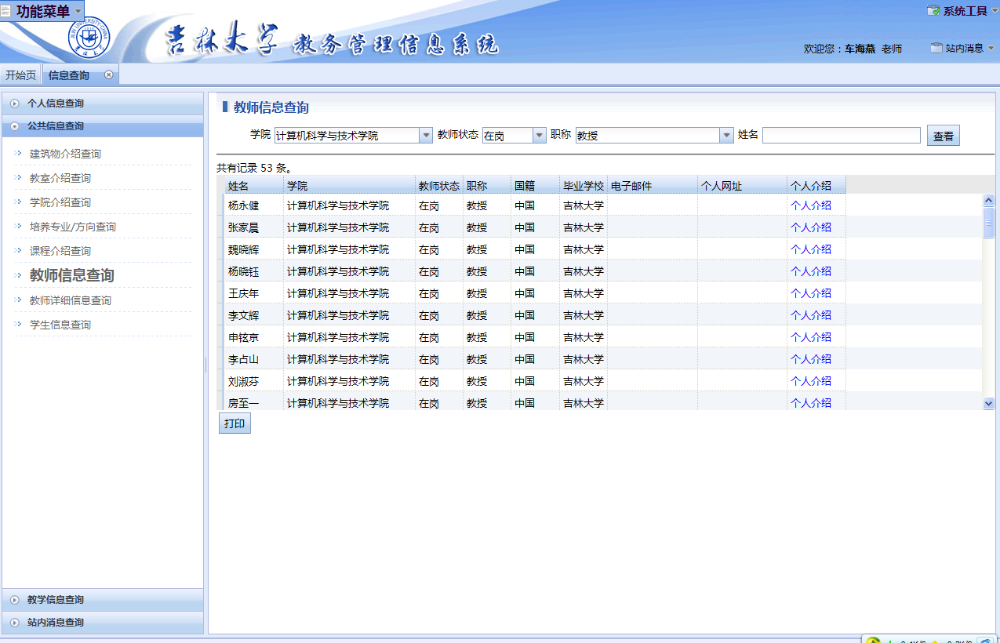 功能菜单
系统工具
吉林大学 教务管理信息系统
欢迎您：车海燕 老师 站内消息
开始页 信息查询
个人信息查询
公共信息查询
建筑物介绍查询
教室介绍查询
学院介绍查询
培养专业/方向查询
课程介绍查询
教师信息查询
教师详细信息查询
学生信息查询
教学信息查询
站内消息查询
教师信息查询
学院 计算机科学与技术学院 教师状态 在岗 职称 教授 姓名 查看
共有记录 53 条。
姓名 学院 教师状态 职称 国籍 毕业学校 电子邮件 个人网址 个人介绍
杨永健 计算机科学与技术学院 在岗 教授 中国 吉林大学 个人介绍
张家晨 计算机科学与技术学院 在岗 教授 中国 吉林大学 个人介绍
魏晓辉 计算机科学与技术学院 在岗 教授 中国 吉林大学 个人介绍
杨晓钰 计算机科学与技术学院 在岗 教授 中国 吉林大学 个人介绍
王庆年 计算机科学与技术学院 在岗 教授 中国 吉林大学 个人介绍
李文辉 计算机科学与技术学院 在岗 教授 中国 吉林大学 个人介绍
申铉京 计算机科学与技术学院 在岗 教授 中国 吉林大学 个人介绍
李占山 计算机科学与技术学院 在岗 教授 中国 吉林大学 个人介绍
刘淑芬 计算机科学与技术学院 在岗 教授 中国 吉林大学 个人介绍
房至一 计算机科学与技术学院 在岗 教授 中国 吉林大学 个人介绍
打印